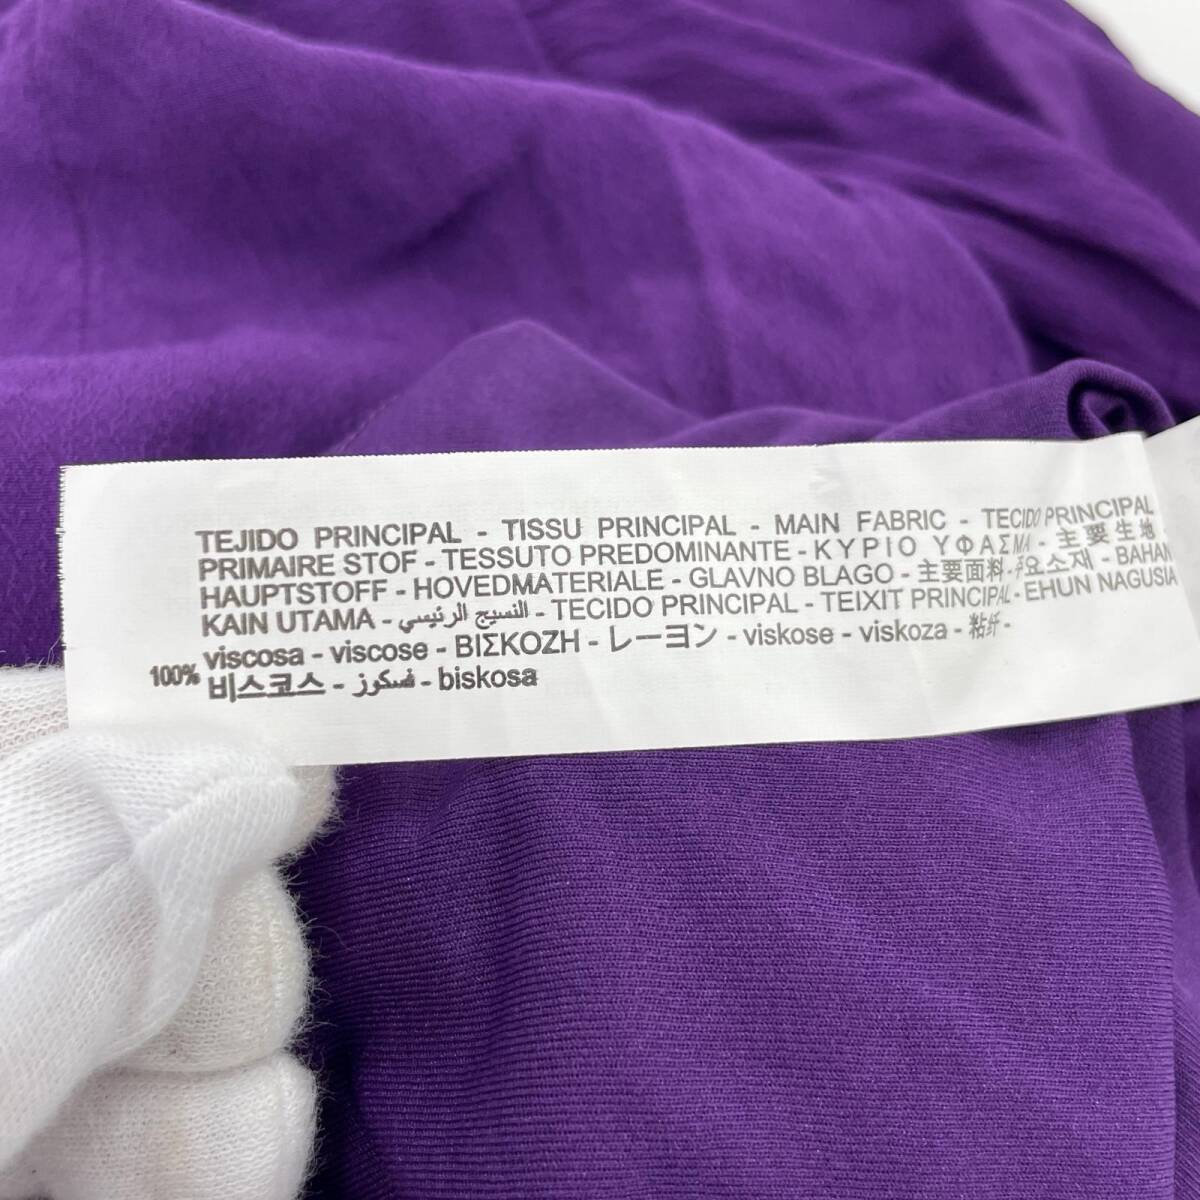 TEJIDO PRINCIPAL - TISSU PRINCIPAL - MAIN FABRIC - TECIDO PRINCIPAL
PRIMAIRE STOF - TESSUTO PREDOMINANTE - ΚΥΡΙΟ ΥΦΑΣΜΑ - 主要生地 -
HAUPTSTOFF - HOVEDMATERIALE - GLAVNO BLAGO - 主要面料 - 주요소재 - BAHAN
KAIN UTAMA - النسيج الرئيسي - TECIDO PRINCIPAL - TEIXIT PRINCIPAL - EHUN NAGUSIA
100% viscosa - viscose - ΒΙΣΚΟΖΗ - レーヨン - viskose - viskoza - 粘纤 -
비스코스 - فسكوز - biskosa